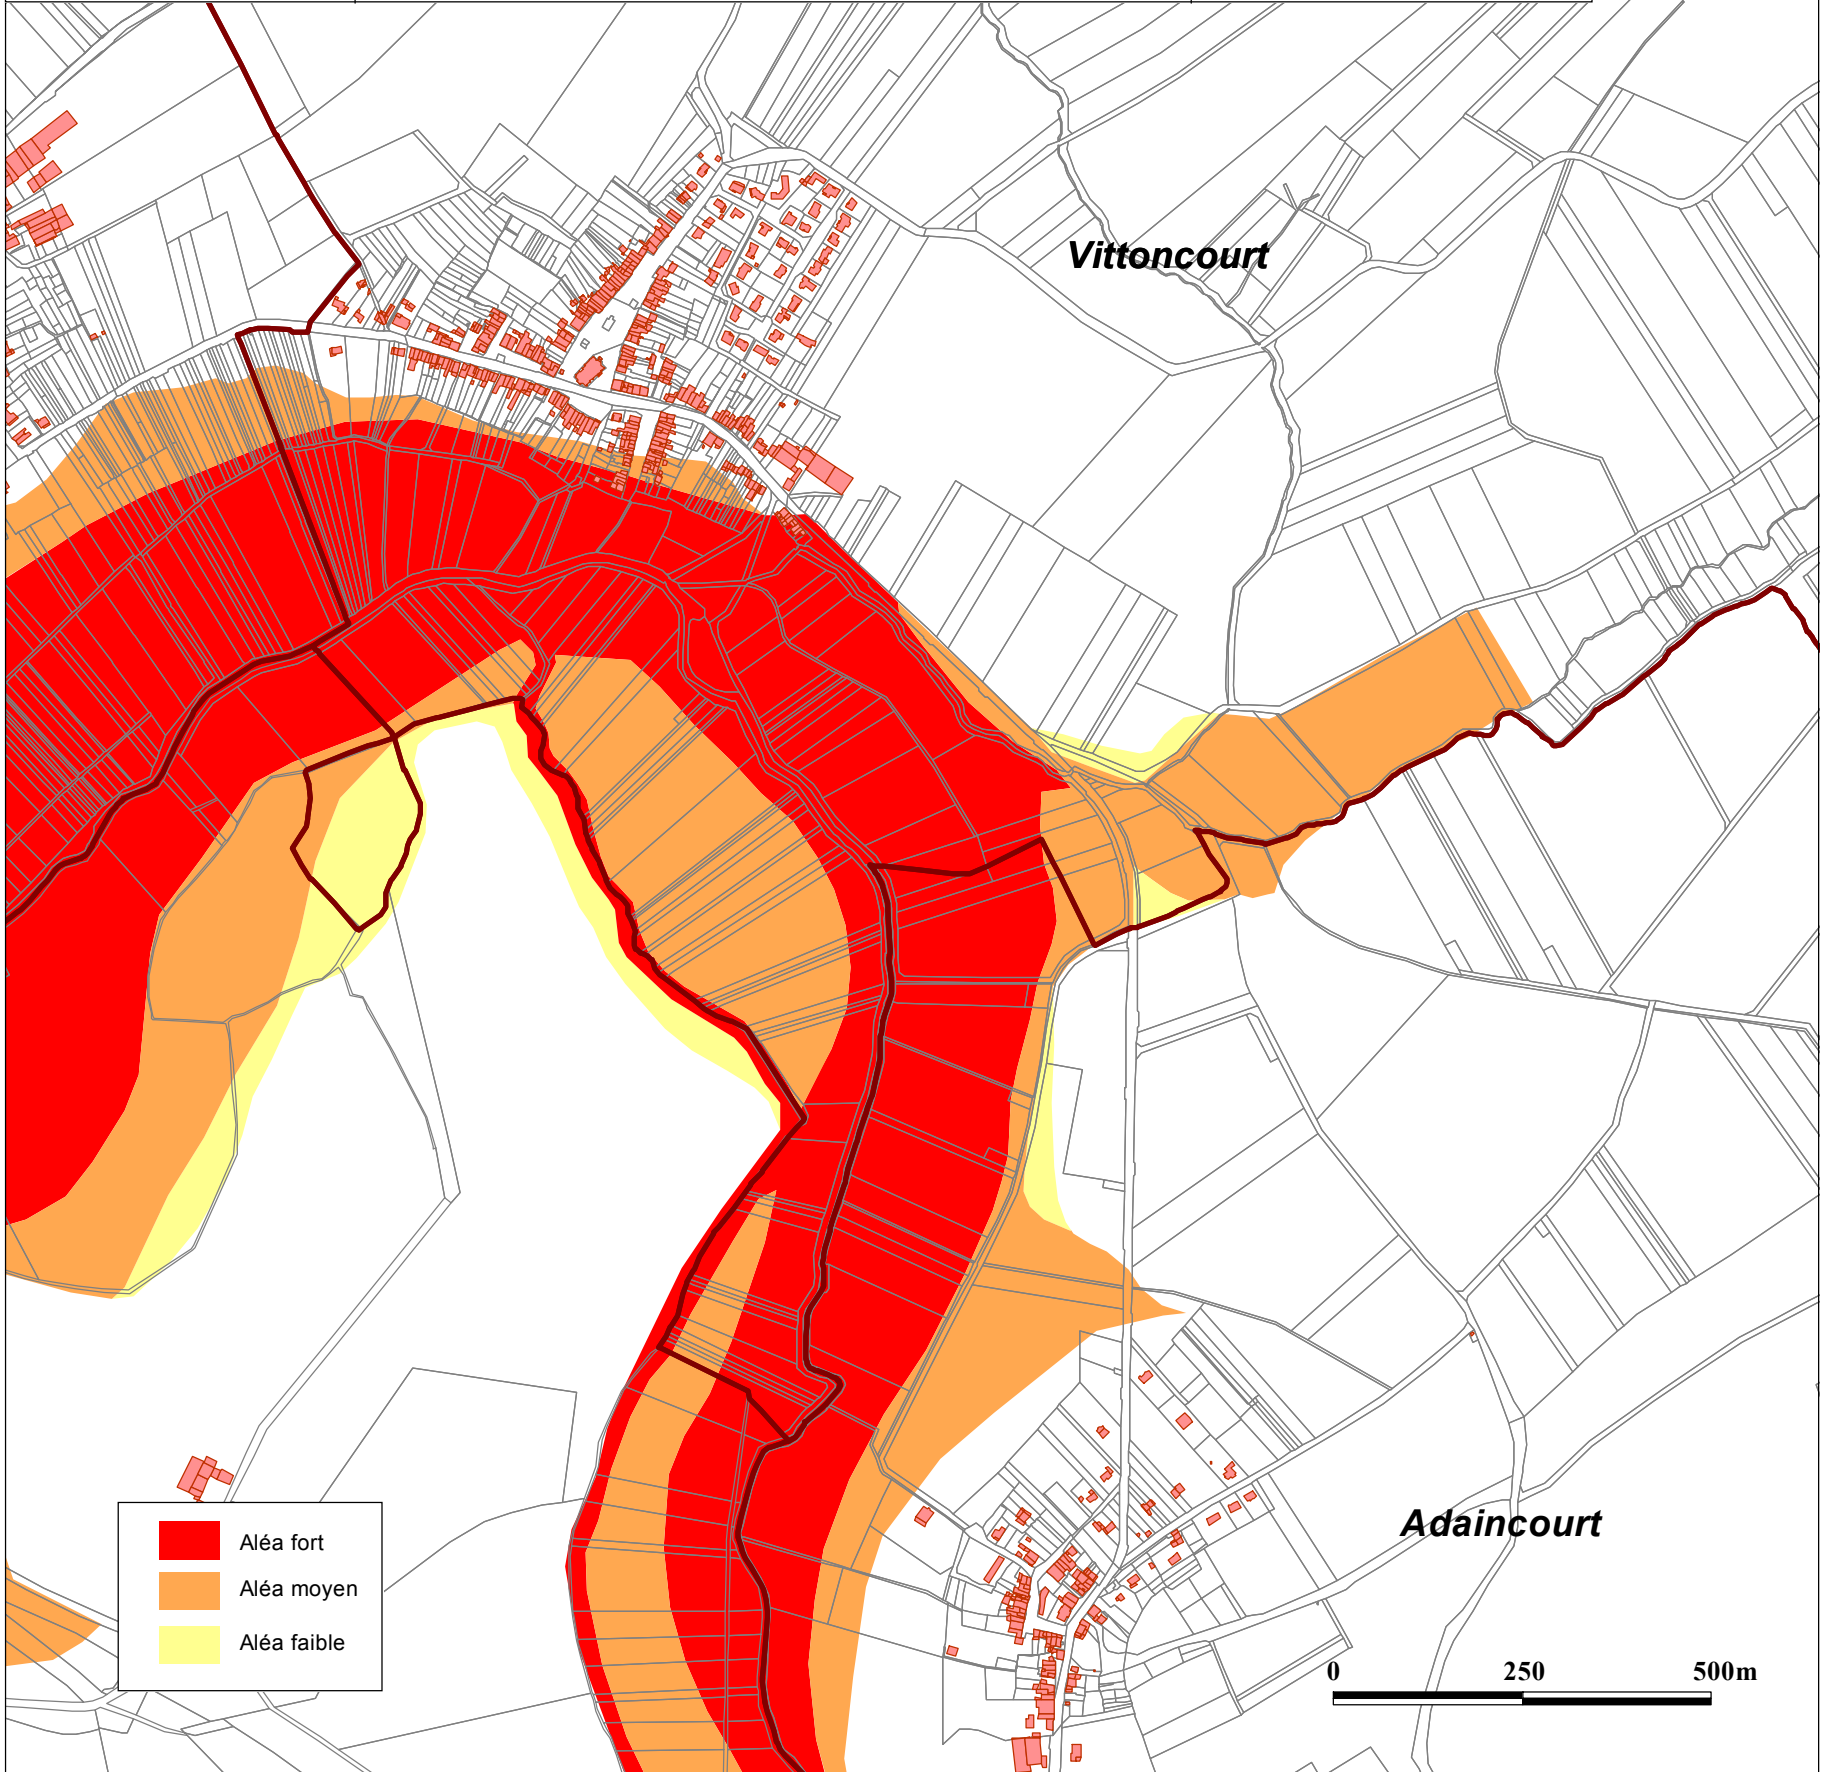 Vittoncourt
Adaincourt
Aléa fort
Aléa moyen
Aléa faible
0 250 500m